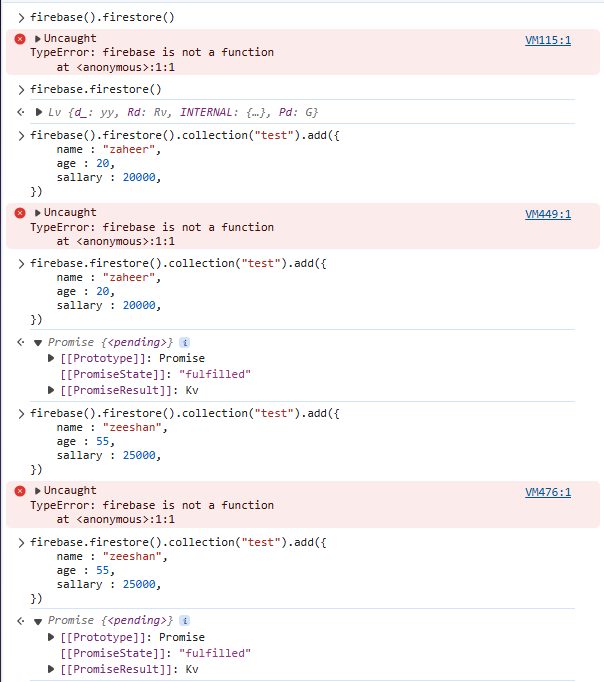 firebase().firestore()
Uncaught VM115:1
TypeError: firebase is not a function
at <anonymous>:1:1
firebase.firestore()
Lv {d_: yy, Rd: Rv, INTERNAL: {…}, Pd: G}
firebase().firestore().collection("test").add({
name : "zaheer",
age : 20,
sallary : 20000,
})
Uncaught VM449:1
TypeError: firebase is not a function
at <anonymous>:1:1
firebase.firestore().collection("test").add({
name : "zaheer",
age : 20,
sallary : 20000,
})
Promise {<pending>} i
[[Prototype]]: Promise
[[PromiseState]]: "fulfilled"
[[PromiseResult]]: Kv
firebase().firestore().collection("test").add({
name : "zeeshan",
age : 55,
sallary : 25000,
})
Uncaught VM476:1
TypeError: firebase is not a function
at <anonymous>:1:1
firebase.firestore().collection("test").add({
name : "zeeshan",
age : 55,
sallary : 25000,
})
Promise {<pending>} i
[[Prototype]]: Promise
[[PromiseState]]: "fulfilled"
[[PromiseResult]]: Kv